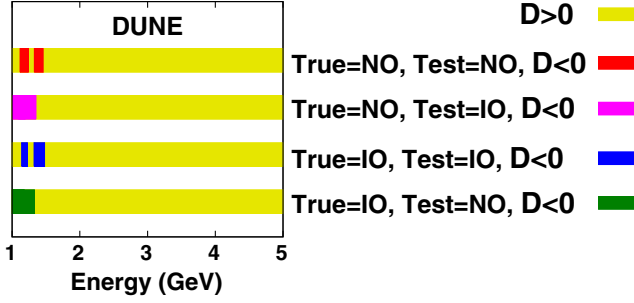 DUNE
D>0
True=NO, Test=NO, D<0
True=NO, Test=IO, D<0
True=IO, Test=IO, D<0
True=IO, Test=NO, D<0
1 2 3 4 5
Energy (GeV)